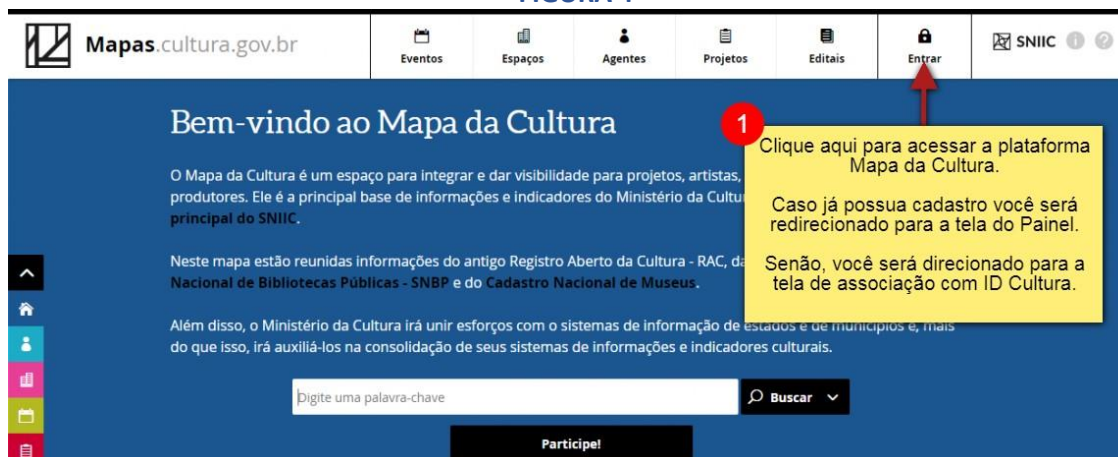 FIGURA 1
Mapas.cultura.gov.br
Eventos
Espaços
Agentes
Projetos
Editais
Entrar
SNIIC
Bem-vindo ao Mapa da Cultura
O Mapa da Cultura é um espaço para integrar e dar visibilidade para projetos, artistas,
produtores. Ele é a principal base de informações e indicadores do Ministério da Cultu
principal do SNIIC.
Neste mapa estão reunidas informações do antigo Registro Aberto da Cultura - RAC, da
Nacional de Bibliotecas Públicas - SNBP e do Cadastro Nacional de Museus.
Além disso, o Ministério da Cultura irá unir esforços com o sistemas de informação de estados e de municípios e, mais
do que isso, irá auxiliá-los na consolidação de seus sistemas de informações e indicadores culturais.
1
Clique aqui para acessar a plataforma
Mapa da Cultura.
Caso já possua cadastro você será
redirecionado para a tela do Painel.
Senão, você será direcionado para a
tela de associação com ID Cultura.
Digite uma palavra-chave
Buscar
Participe!